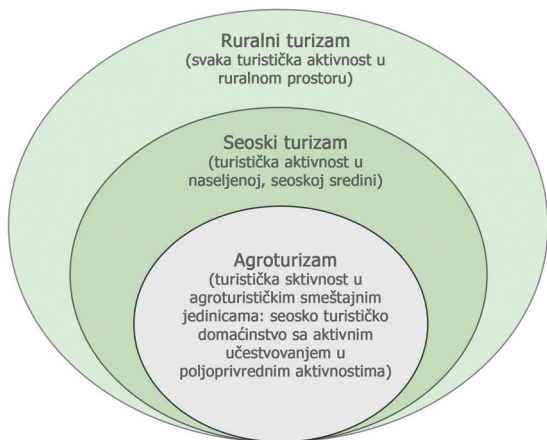 Ruralni turizam
(svaka turistička aktivnost u
ruralnom prostoru)
Seoski turizam
(turistička aktivnost u
naseljenoj, seoskoj sredini)
Agroturizam
(turistička sktivnost u
agroturističkim smeštajnim
jedinicama: seosko turističko
domaćinstvo sa aktivnim
učestvovanjem u
poljoprivrednim aktivnostima)